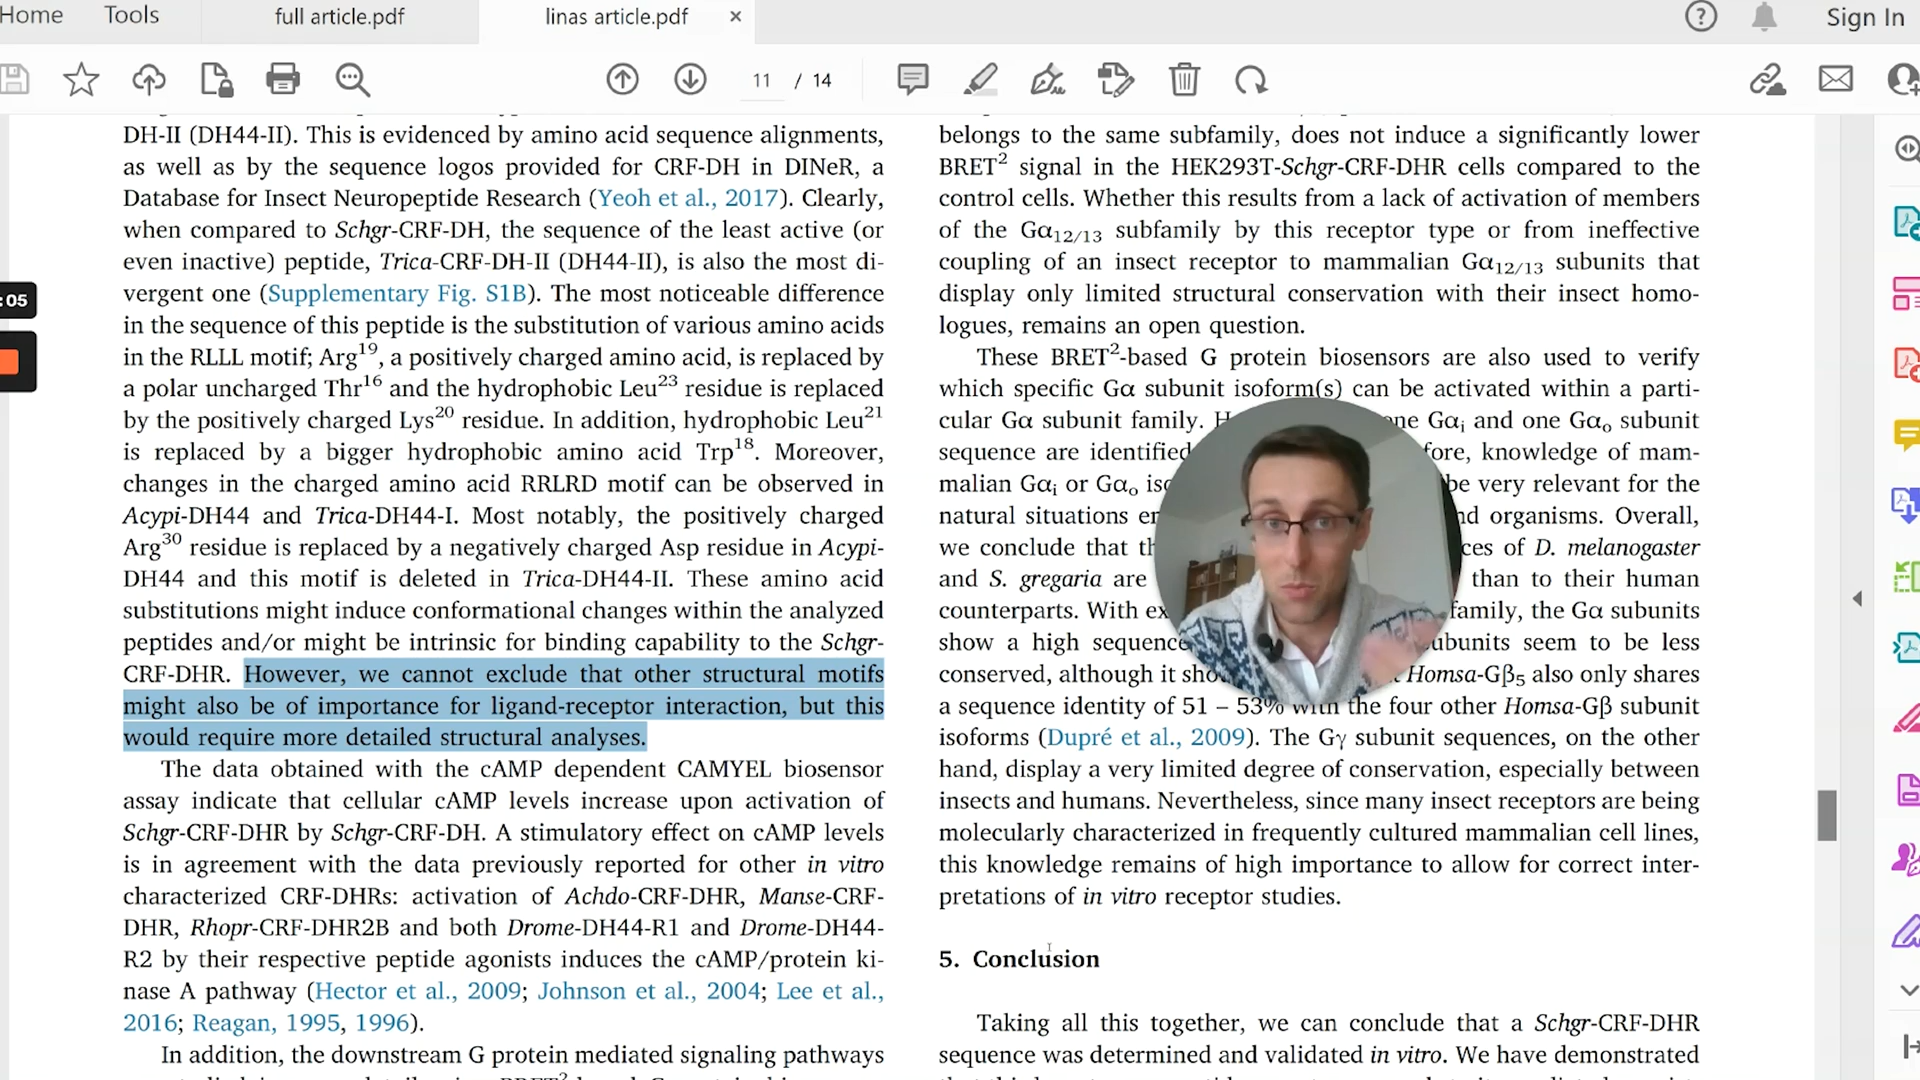 Home
Tools
full article.pdf
linas article.pdf
Sign In
11 / 14
:05
DH-II (DH44-II). This is evidenced by amino acid sequence alignments,
as well as by the sequence logos provided for CRF-DH in DINeR, a
Database for Insect Neuropeptide Research (Yeoh et al., 2017). Clearly,
when compared to Schgr-CRF-DH, the sequence of the least active (or
even inactive) peptide, Trica-CRF-DH-II (DH44-II), is also the most di-
vergent one (Supplementary Fig. S1B). The most noticeable difference
in the sequence of this peptide is the substitution of various amino acids
in the RLLL motif; Arg19, a positively charged amino acid, is replaced by
a polar uncharged Thr16 and the hydrophobic Leu23 residue is replaced
by the positively charged Lys20 residue. In addition, hydrophobic Leu21
is replaced by a bigger hydrophobic amino acid Trp18. Moreover,
changes in the charged amino acid RRLRD motif can be observed in
Acypi-DH44 and Trica-DH44-I. Most notably, the positively charged
Arg30 residue is replaced by a negatively charged Asp residue in Acypi-
DH44 and this motif is deleted in Trica-DH44-II. These amino acid
substitutions might induce conformational changes within the analyzed
peptides and/or might be intrinsic for binding capability to the Schgr-
CRF-DHR. However, we cannot exclude that other structural motifs
might also be of importance for ligand-receptor interaction, but this
would require more detailed structural analyses.
The data obtained with the cAMP dependent CAMYEL biosensor
assay indicate that cellular cAMP levels increase upon activation of
Schgr-CRF-DHR by Schgr-CRF-DH. A stimulatory effect on cAMP levels
is in agreement with the data previously reported for other in vitro
characterized CRF-DHRs: activation of Achdo-CRF-DHR, Manse-CRF-
DHR, Rhopr-CRF-DHR2B and both Drome-DH44-R1 and Drome-DH44-
R2 by their respective peptide agonists induces the cAMP/protein ki-
nase A pathway (Hector et al., 2009; Johnson et al., 2004; Lee et al.,
2016; Reagan, 1995, 1996).
In addition, the downstream G protein mediated signaling pathways
belongs to the same subfamily, does not induce a significantly lower
BRET2 signal in the HEK293T-Schgr-CRF-DHR cells compared to the
control cells. Whether this results from a lack of activation of members
of the Gα12/13 subfamily by this receptor type or from ineffective
coupling of an insect receptor to mammalian Gα12/13 subunits that
display only limited structural conservation with their insect homo-
logues, remains an open question.
These BRET2-based G protein biosensors are also used to verify
which specific Gα subunit isoform(s) can be activated within a parti-
cular Gα subunit family. one Gαi and one Gαo subunit
sequence are identified knowledge of mam-
malian Gαi or Gαo be very relevant for the
natural situations organisms. Overall,
we conclude that of D. melanogaster
and S. gregaria are than to their human
counterparts. With family, the Gα subunits
show a high sequence subunits seem to be less
conserved, although it Homsa-Gβ5 also only shares
a sequence identity of 51 – 53% with the four other Homsa-Gβ subunit
isoforms (Dupré et al., 2009). The Gγ subunit sequences, on the other
hand, display a very limited degree of conservation, especially between
insects and humans. Nevertheless, since many insect receptors are being
molecularly characterized in frequently cultured mammalian cell lines,
this knowledge remains of high importance to allow for correct inter-
pretations of in vitro receptor studies.
5. Conclusion
Taking all this together, we can conclude that a Schgr-CRF-DHR
sequence was determined and validated in vitro. We have demonstrated